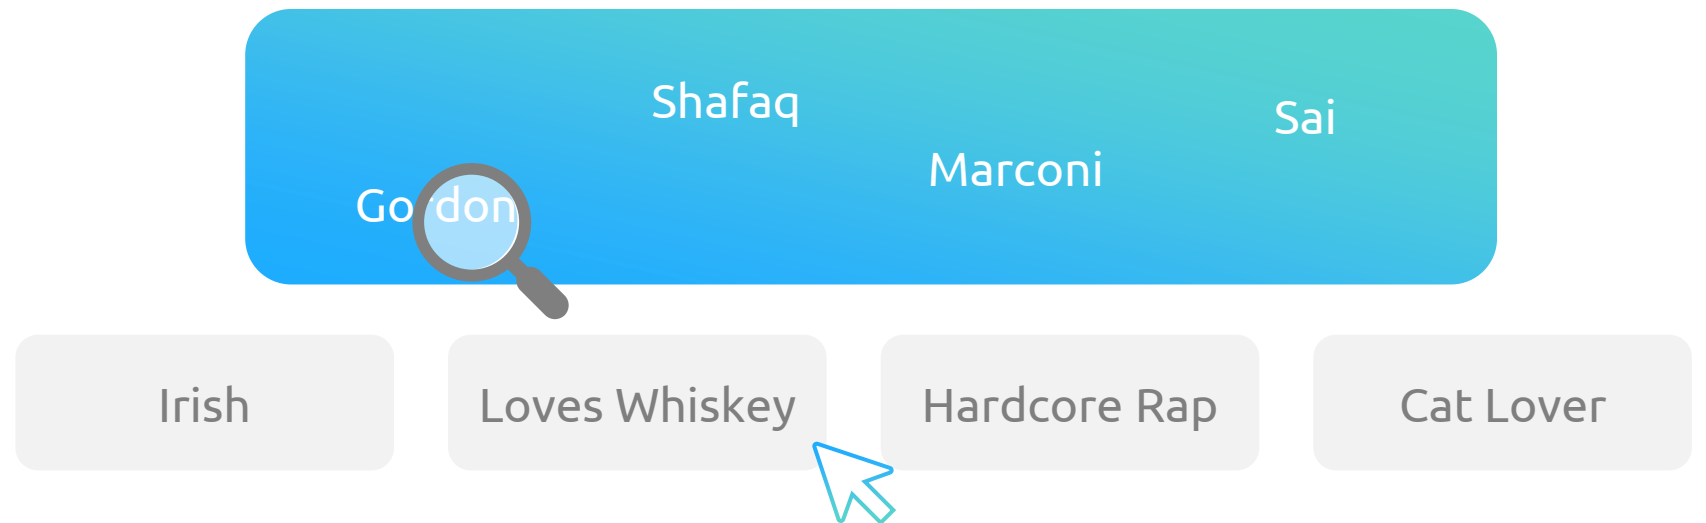 Shafaq
Sai
Marconi
Gordon
Irish
Loves Whiskey
Hardcore Rap
Cat Lover